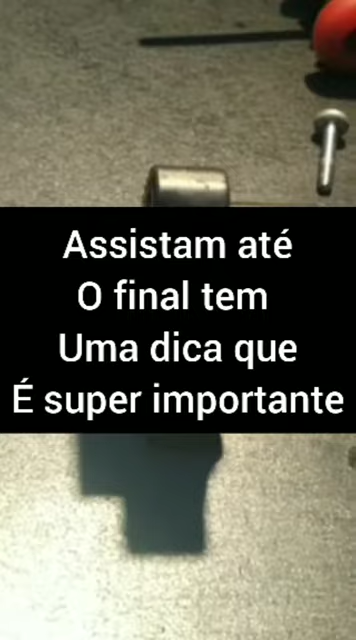 Assistam até
O final tem
Uma dica que
É super importante